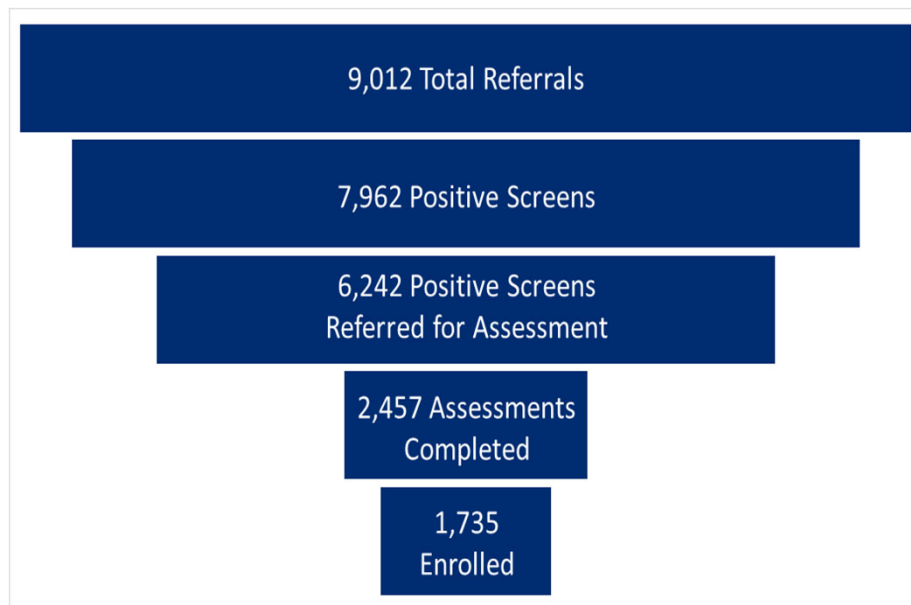 9,012 Total Referrals
7,962 Positive Screens
6,242 Positive Screens
Referred for Assessment
2,457 Assessments
Completed
1,735
Enrolled